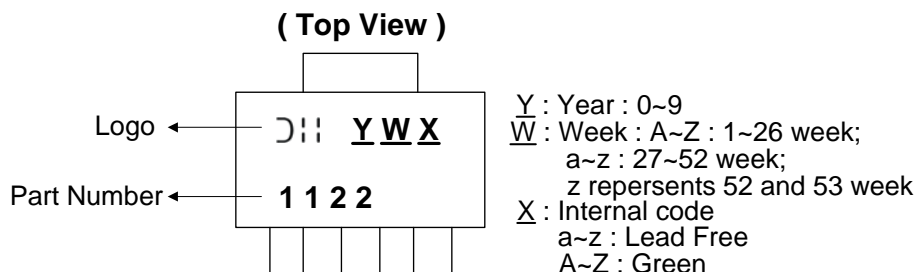 ( Top View )
Logo
Y W X
Part Number
1 1 2 2
Y : Year : 0~9
W : Week : A~Z : 1~26 week;
a~z : 27~52 week;
z repersents 52 and 53 week
X : Internal code
a~z : Lead Free
A~Z : Green